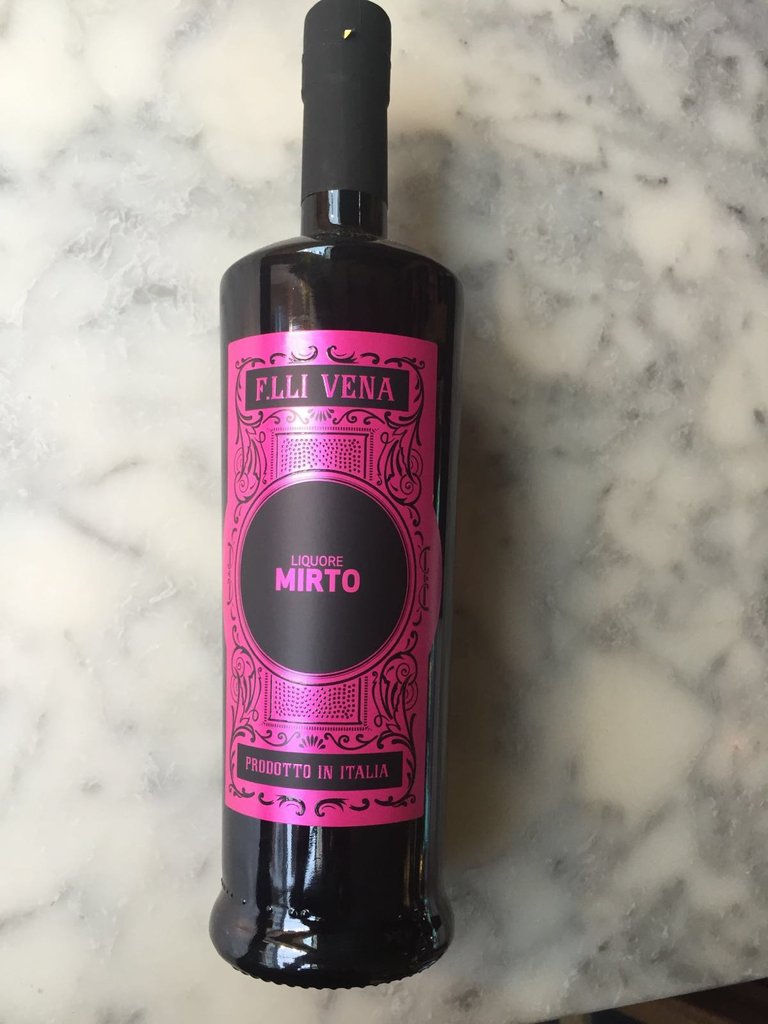 F.LLI VENA
LIQUORE
MIRTO
PRODOTTO IN ITALIA